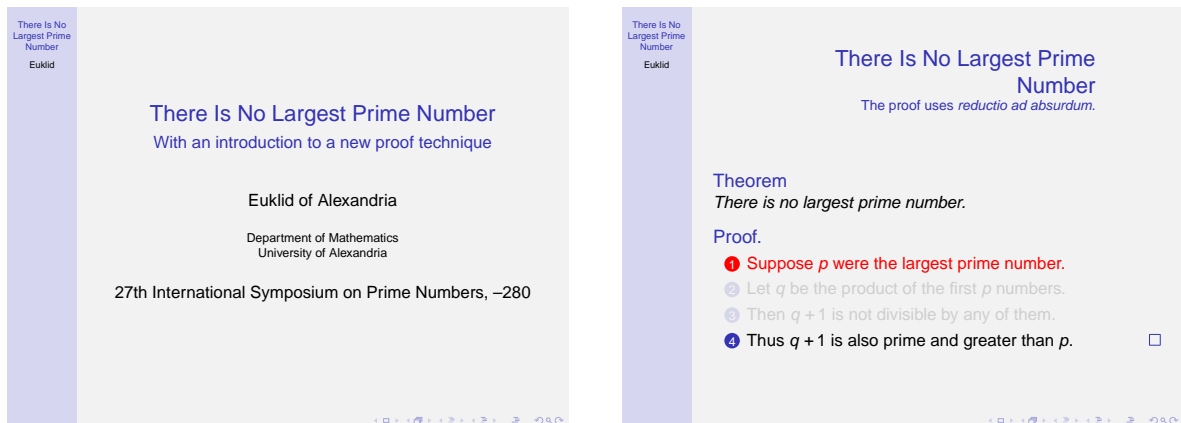 There Is No
Largest Prime
Number
Euklid
There Is No Largest Prime Number
With an introduction to a new proof technique
Euklid of Alexandria
Department of Mathematics
University of Alexandria
27th International Symposium on Prime Numbers, –280
There Is No
Largest Prime
Number
Euklid
There Is No Largest Prime
Number
The proof uses reductio ad absurdum.
Theorem
There is no largest prime number.
Proof.
1 Suppose p were the largest prime number.
2 Let q be the product of the first p numbers.
3 Then q + 1 is not divisible by any of them.
4 Thus q + 1 is also prime and greater than p.